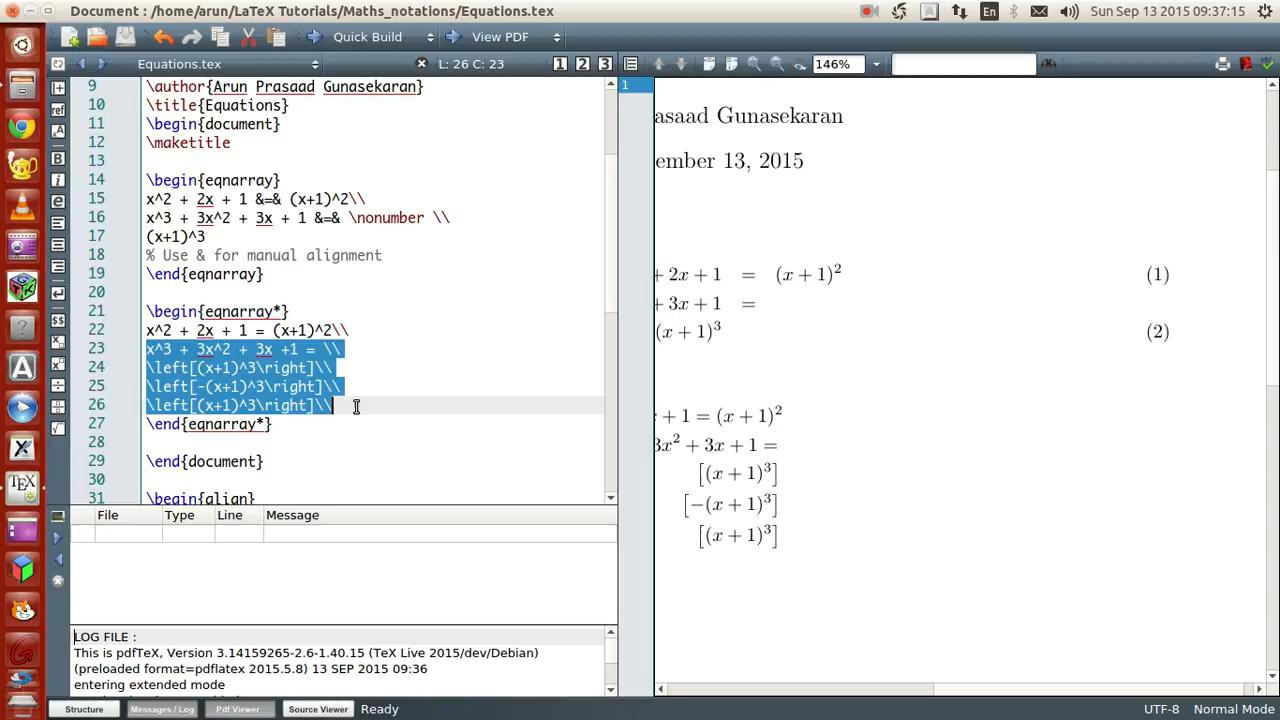 Document : /home/arun/LaTeX Tutorials/Maths_notations/Equations.tex
En
Sun Sep 13 2015 09:37:15
Quick Build
View PDF
Equations.tex
L: 26 C: 23
1 2 3
146%
9 \author{Arun Prasaad Gunasekaran}
10 \title{Equations}
11 \begin{document}
12 \maketitle
13
14 \begin{eqnarray}
15 x^2 + 2x + 1 &=& (x+1)^2\\
16 x^3 + 3x^2 + 3x + 1 &=& \nonumber \\
17 (x+1)^3
18 % Use & for manual alignment
19 \end{eqnarray}
20
21 \begin{eqnarray*}
22 x^2 + 2x + 1 = (x+1)^2\\
23 x^3 + 3x^2 + 3x +1 = \\
24 \left[(x+1)^3\right]\\
25 \left[-(x+1)^3\right]\\
26 \left[(x+1)^3\right]\\
27 \end{eqnarray*}
28
29 \end{document}
30
31 \begin{align}
ref
$$
TEX
File Type Line Message
LOG FILE :
This is pdfTeX, Version 3.14159265-2.6-1.40.15 (TeX Live 2015/dev/Debian)
(preloaded format=pdflatex 2015.5.8) 13 SEP 2015 09:36
entering extended mode
1
asaad Gunasekaran
ember 13, 2015
+ 2x + 1 = (x + 1)² (1)
+ 3x + 1 =
(x + 1)³ (2)
+ 1 = (x + 1)²
3x² + 3x + 1 =
[(x + 1)³]
[−(x + 1)³]
[(x + 1)³]
Structure
Messages / Log
Pdf Viewer
Source Viewer
Ready
UTF-8
Normal Mode